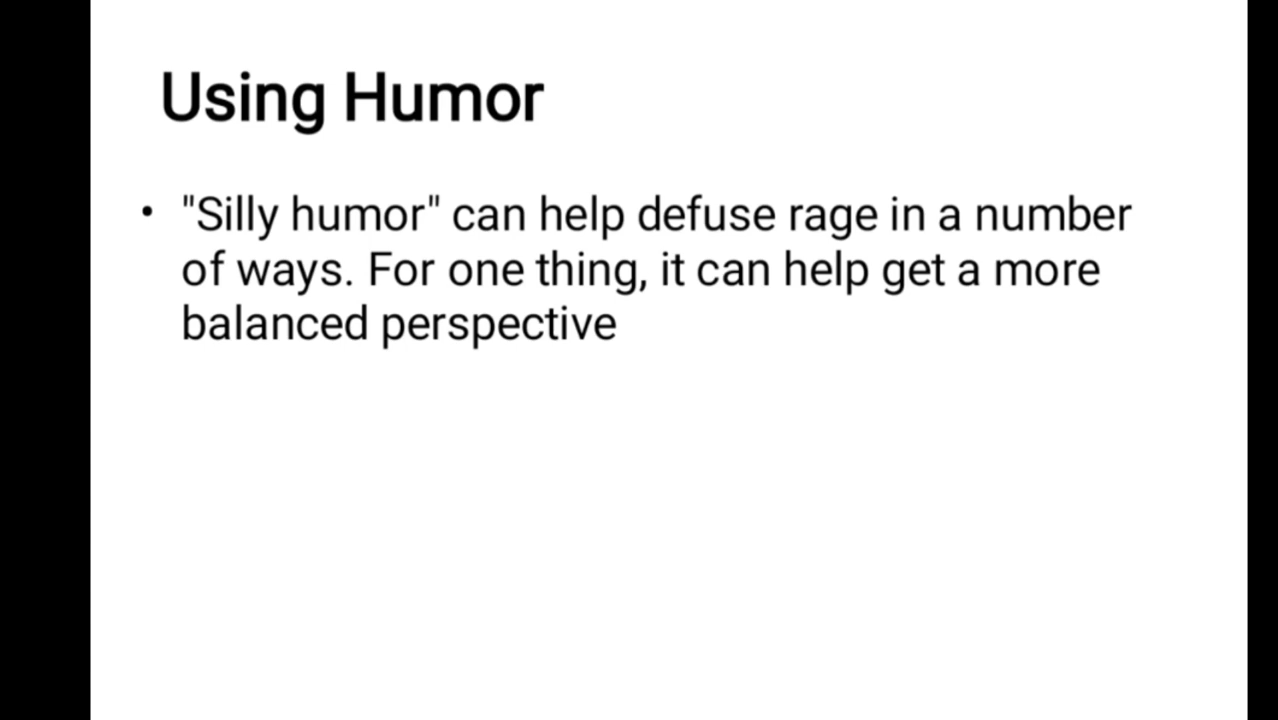 Using Humor
• "Silly humor" can help defuse rage in a number
of ways. For one thing, it can help get a more
balanced perspective